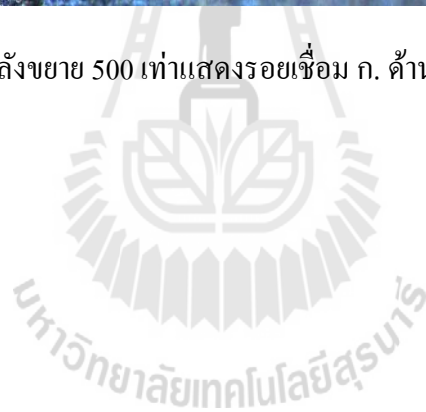 ลังขยาย 500 เท่าแสดงรอยเชื่อม ก. ด้าน
มหาวิทยาลัยเทคโนโลยีสุรนารี